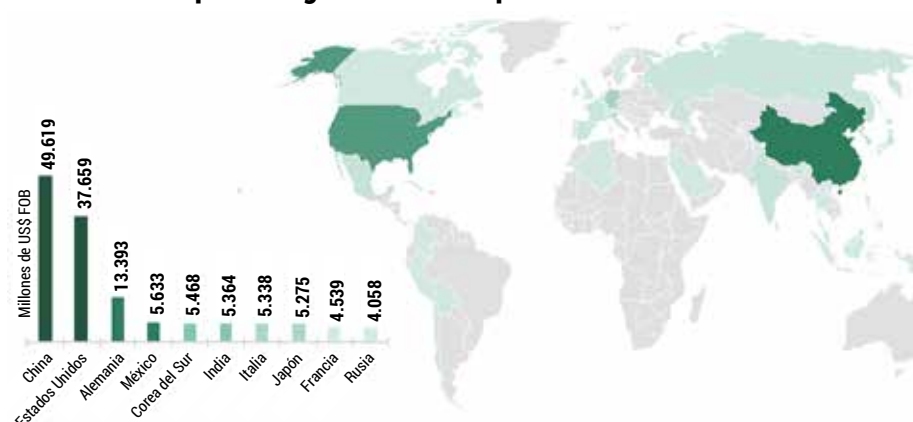 Millones de US$ FOB
49.619
37.659
13.393
5.633
5.468
5.364
5.338
5.275
4.539
4.058
China
Estados Unidos
Alemania
México
Corea del Sur
India
Italia
Japón
Francia
Rusia